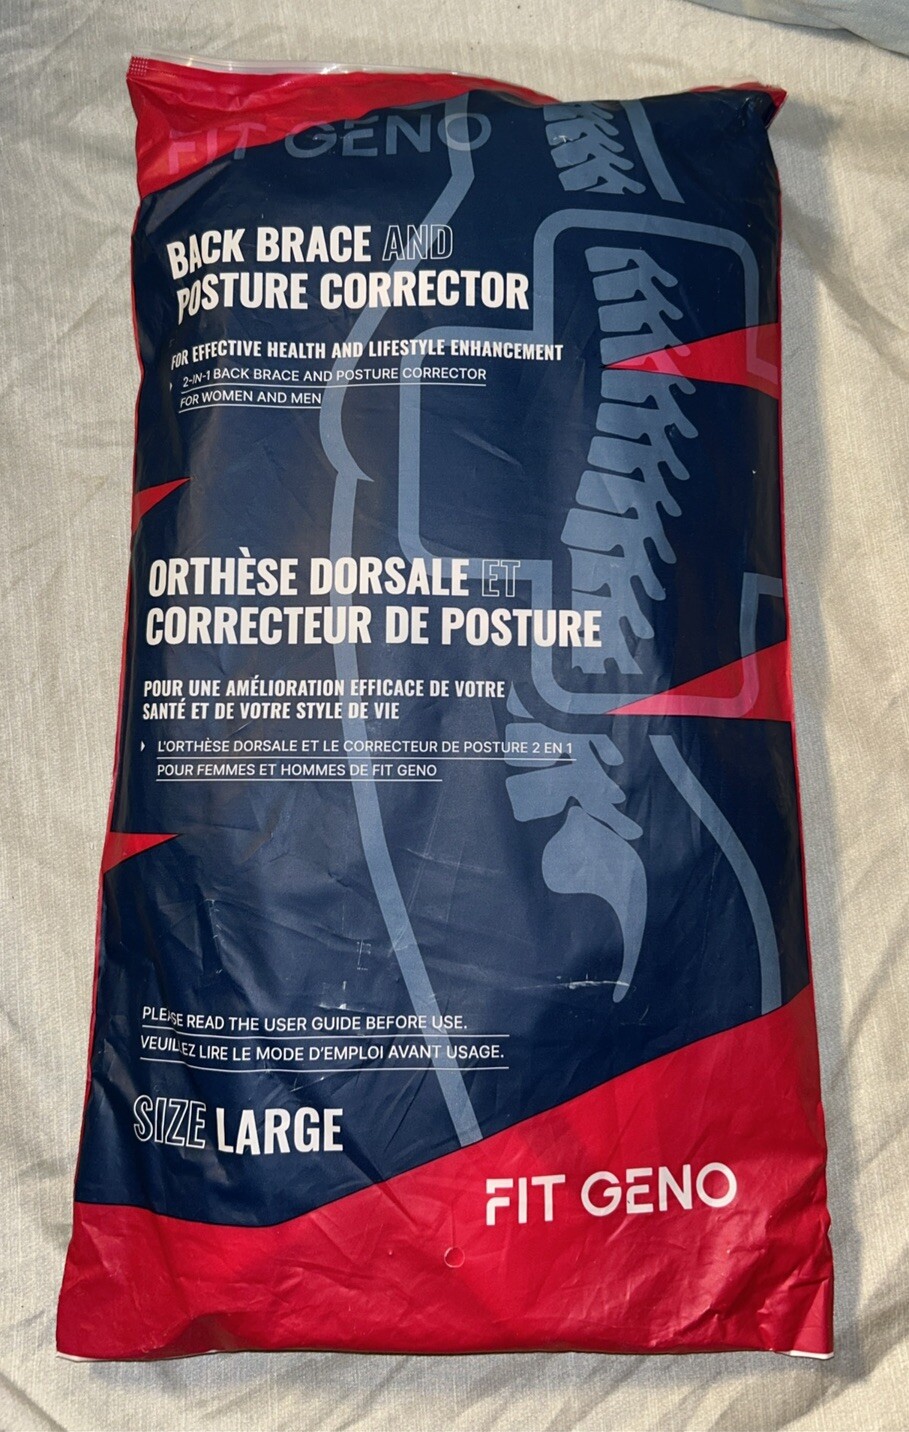 FIT GENO
BACK BRACE AND
POSTURE CORRECTOR
FOR EFFECTIVE HEALTH AND LIFESTYLE ENHANCEMENT
2-IN-1 BACK BRACE AND POSTURE CORRECTOR
FOR WOMEN AND MEN
ORTHÈSE DORSALE ET
CORRECTEUR DE POSTURE
POUR UNE AMÉLIORATION EFFICACE DE VOTRE
SANTÉ ET DE VOTRE STYLE DE VIE
L'ORTHÈSE DORSALE ET LE CORRECTEUR DE POSTURE 2 EN 1
POUR FEMMES ET HOMMES DE FIT GENO
PLEASE READ THE USER GUIDE BEFORE USE.
VEUILLEZ LIRE LE MODE D'EMPLOI AVANT USAGE.
SIZE LARGE
FIT GENO